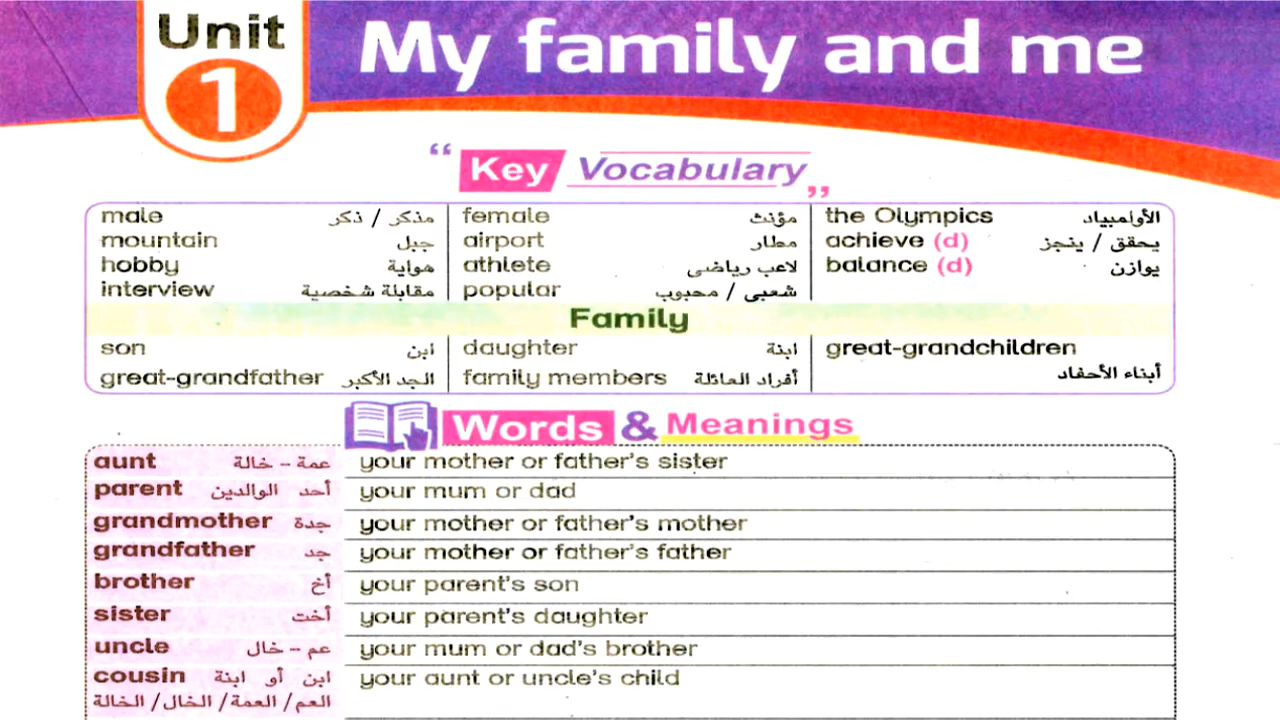 Unit
1
My family and me
“ Key Vocabulary ”
male مذكر / ذكر female مؤنث the Olympics الأولمبياد
mountain جبل airport مطار achieve (d) يحقق / ينجز
hobby هواية athlete لاعب رياضى balance (d) يوازن
interview مقابلة شخصية popular شعبى / محبوب
Family
son ابن daughter ابنة great-grandchildren
great-grandfather الجد الأكبر family members أفراد العائلة أبناء الأحفاد
Words & Meanings
aunt عمة - خالة your mother or father's sister
parent أحد الوالدين your mum or dad
grandmother جدة your mother or father's mother
grandfather جد your mother or father's father
brother أخ your parent's son
sister أخت your parent's daughter
uncle عم - خال your mum or dad's brother
cousin ابن أو ابنة your aunt or uncle's child
العم / العمة / الخال / الخالة